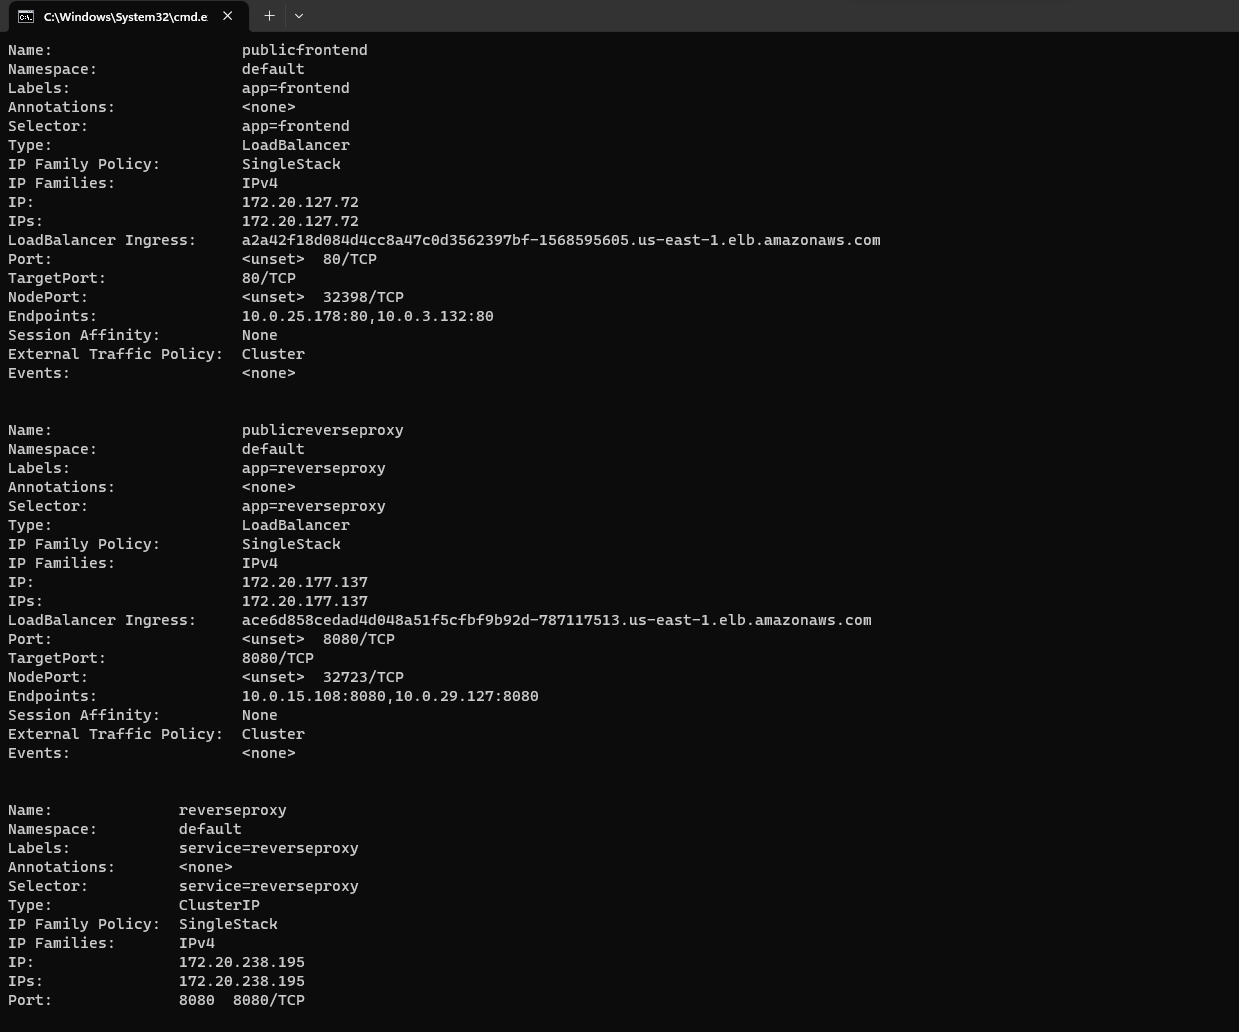 C:\Windows\System32\cmd.e
Name: publicfrontend
Namespace: default
Labels: app=frontend
Annotations: <none>
Selector: app=frontend
Type: LoadBalancer
IP Family Policy: SingleStack
IP Families: IPv4
IP: 172.20.127.72
IPs: 172.20.127.72
LoadBalancer Ingress: a2a42f18d084d4cc8a47c0d3562397bf-1568595605.us-east-1.elb.amazonaws.com
Port: <unset> 80/TCP
TargetPort: 80/TCP
NodePort: <unset> 32398/TCP
Endpoints: 10.0.25.178:80,10.0.3.132:80
Session Affinity: None
External Traffic Policy: Cluster
Events: <none>
Name: publicreverseproxy
Namespace: default
Labels: app=reverseproxy
Annotations: <none>
Selector: app=reverseproxy
Type: LoadBalancer
IP Family Policy: SingleStack
IP Families: IPv4
IP: 172.20.177.137
IPs: 172.20.177.137
LoadBalancer Ingress: ace6d858cedad4d048a51f5cfbf9b92d-787117513.us-east-1.elb.amazonaws.com
Port: <unset> 8080/TCP
TargetPort: 8080/TCP
NodePort: <unset> 32723/TCP
Endpoints: 10.0.15.108:8080,10.0.29.127:8080
Session Affinity: None
External Traffic Policy: Cluster
Events: <none>
Name: reverseproxy
Namespace: default
Labels: service=reverseproxy
Annotations: <none>
Selector: service=reverseproxy
Type: ClusterIP
IP Family Policy: SingleStack
IP Families: IPv4
IP: 172.20.238.195
IPs: 172.20.238.195
Port: 8080 8080/TCP